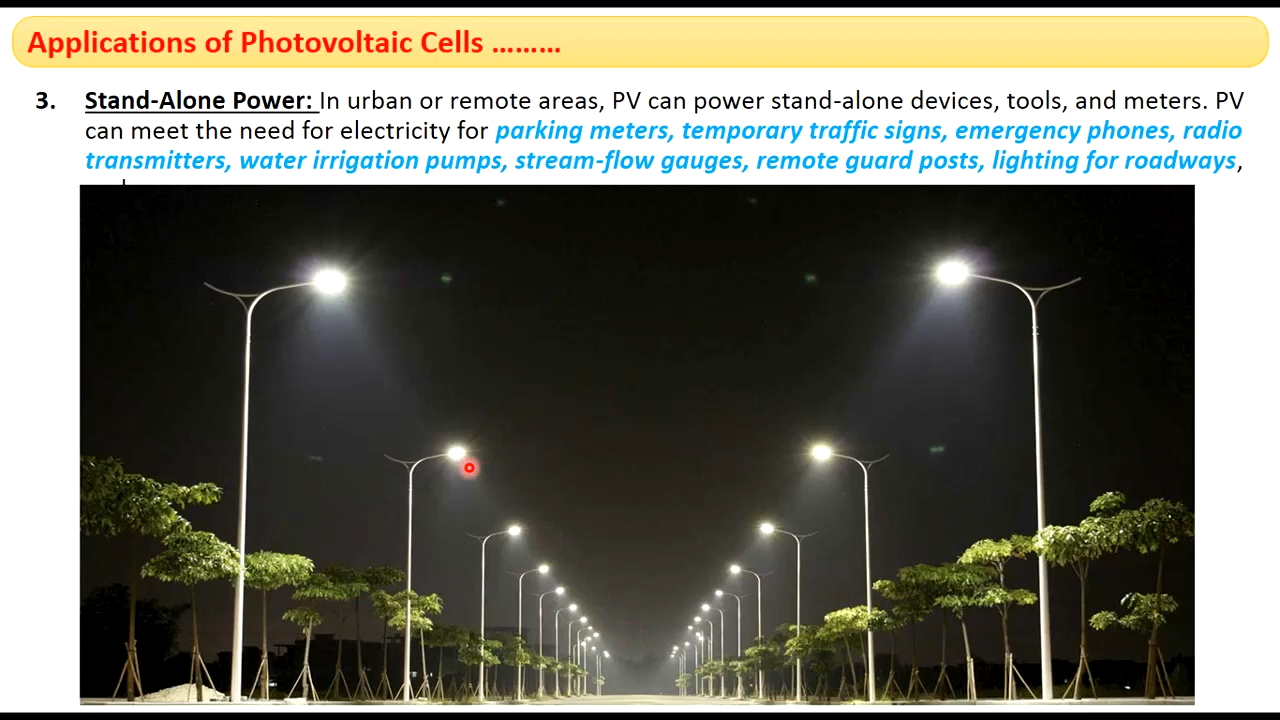 Applications of Photovoltaic Cells .........
3. Stand-Alone Power: In urban or remote areas, PV can power stand-alone devices, tools, and meters. PV
can meet the need for electricity for parking meters, temporary traffic signs, emergency phones, radio
transmitters, water irrigation pumps, stream-flow gauges, remote guard posts, lighting for roadways,